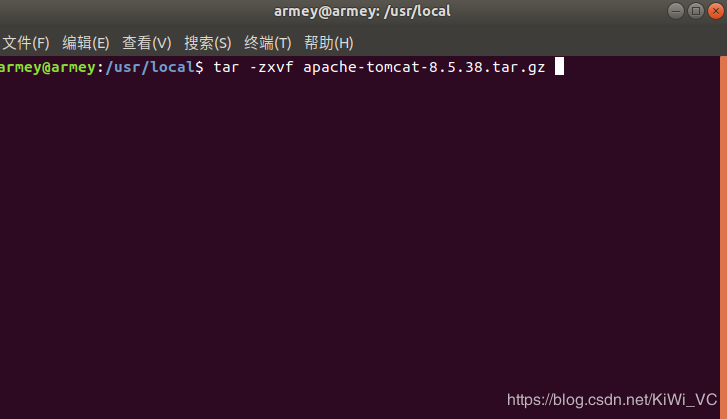 armey@armey: /usr/local
文件(F) 编辑(E) 查看(V) 搜索(S) 终端(T) 帮助(H)
armey@armey:/usr/local$ tar -zxvf apache-tomcat-8.5.38.tar.gz
https://blog.csdn.net/KiWi_VC